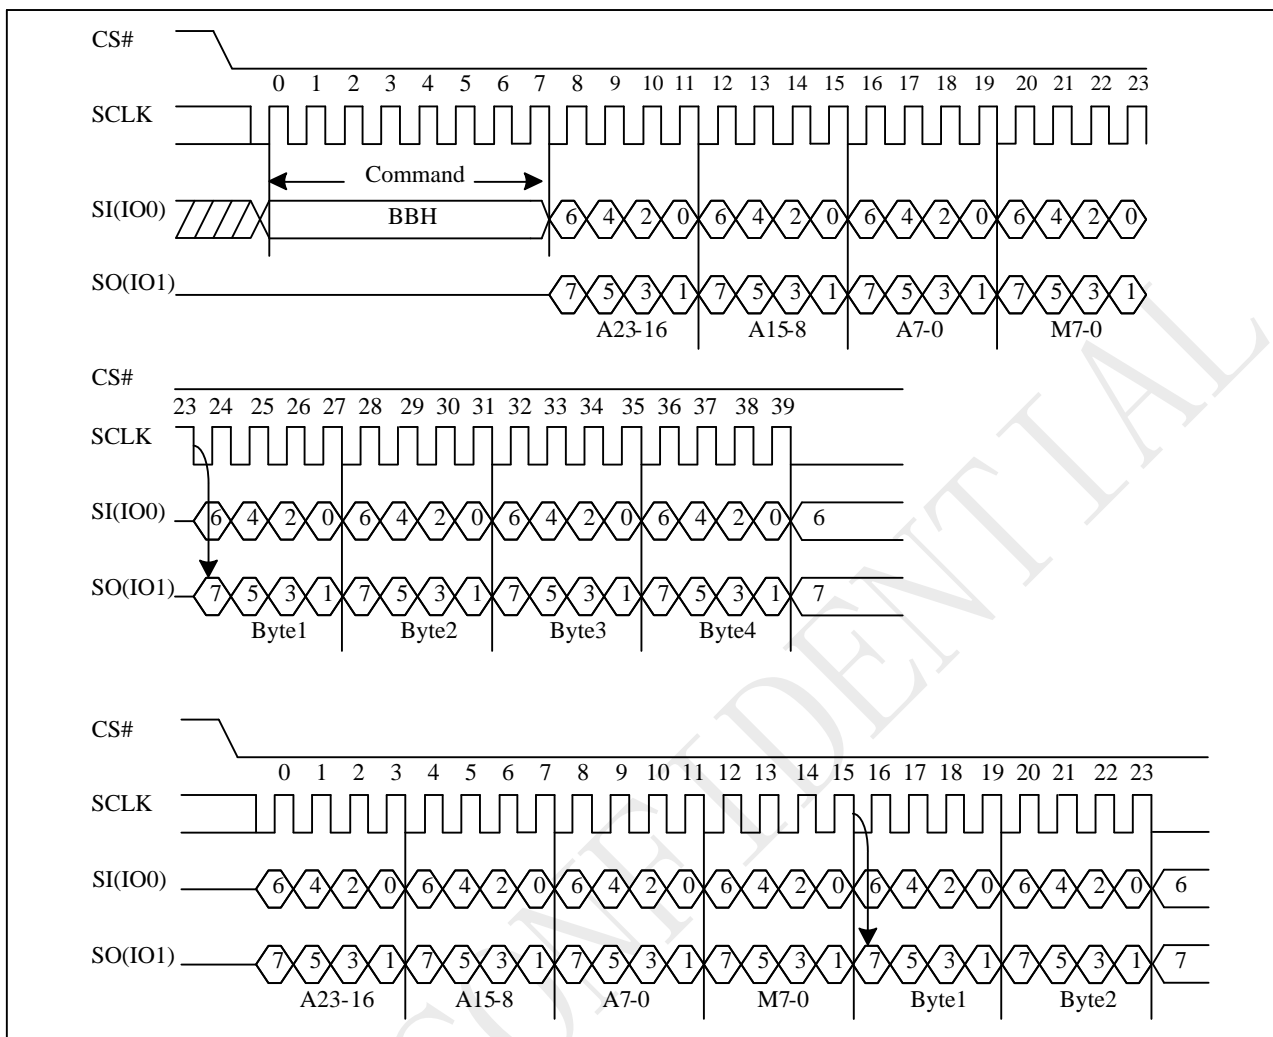 CS#
0 1 2 3 4 5 6 7 8 9 10 11 12 13 14 15 16 17 18 19 20 21 22 23
SCLK
Command
SI(IO0) BBH 6 4 2 0 6 4 2 0 6 4 2 0 6 4 2 0
SO(IO1) 7 5 3 1 7 5 3 1 7 5 3 1 7 5 3 1
A23-16 A15-8 A7-0 M7-0
CS#
23 24 25 26 27 28 29 30 31 32 33 34 35 36 37 38 39
SCLK
SI(IO0) 6 4 2 0 6 4 2 0 6 4 2 0 6 4 2 0 6
SO(IO1) 7 5 3 1 7 5 3 1 7 5 3 1 7 5 3 1 7
Byte1 Byte2 Byte3 Byte4
CS#
0 1 2 3 4 5 6 7 8 9 10 11 12 13 14 15 16 17 18 19 20 21 22 23
SCLK
SI(IO0) 6 4 2 0 6 4 2 0 6 4 2 0 6 4 2 0 6 4 2 0 6 4 2 0 6
SO(IO1) 7 5 3 1 7 5 3 1 7 5 3 1 7 5 3 1 7 5 3 1 7 5 3 1 7
A23-16 A15-8 A7-0 M7-0 Byte1 Byte2
CONFIDENTIAL